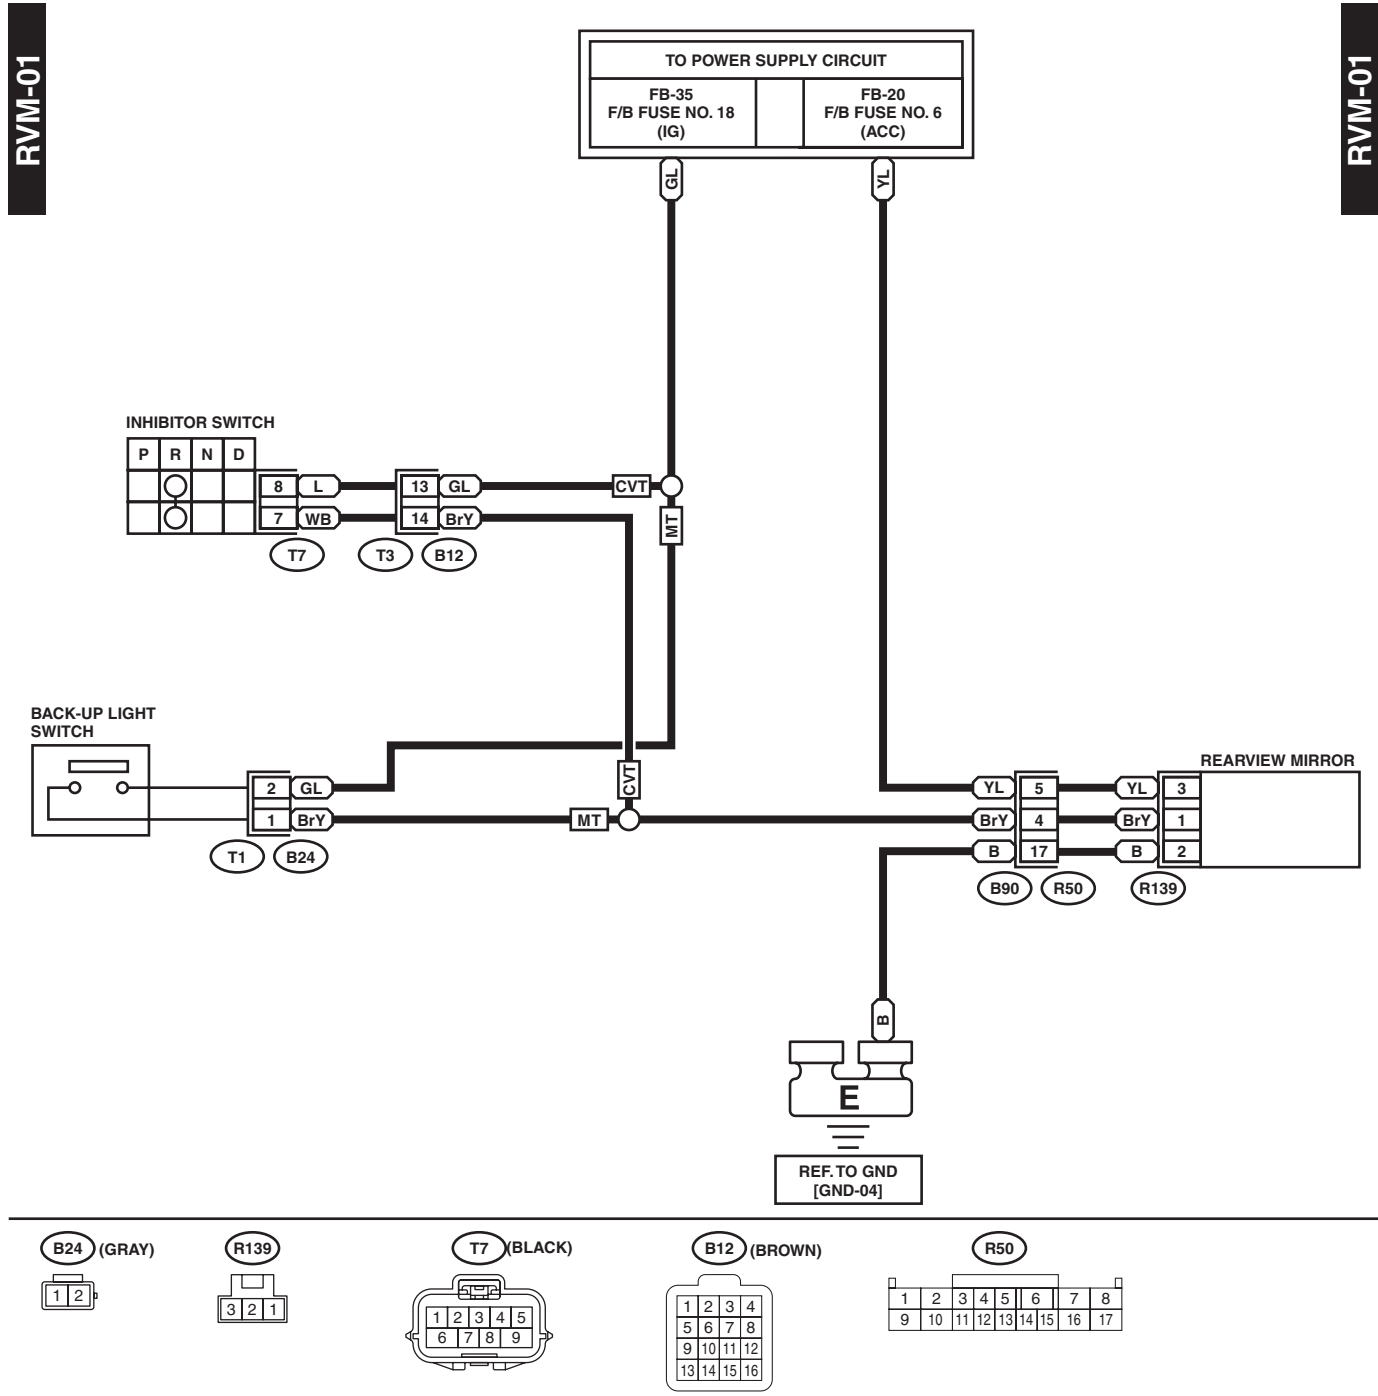 RVM-01
RVM-01
TO POWER SUPPLY CIRCUIT
FB-35
F/B FUSE NO. 18
(IG)
FB-20
F/B FUSE NO. 6
(ACC)
GL
YL
INHIBITOR SWITCH
P R N D
8 L 13 GL CVT
7 WB 14 BrY
MT
T7 T3 B12
BACK-UP LIGHT
SWITCH
2 GL
CVT
1 BrY MT
T1 B24
REARVIEW MIRROR
YL 5 YL 3
BrY 4 BrY 1
B 17 B 2
B90 R50 R139
B
E
REF. TO GND
[GND-04]
B24 (GRAY)
1 2
R139
3 2 1
T7 (BLACK)
1 2 3 4 5
6 7 8 9
B12 (BROWN)
1 2 3 4
5 6 7 8
9 10 11 12
13 14 15 16
R50
1 2 3 4 5 6 7 8
9 10 11 12 13 14 15 16 17